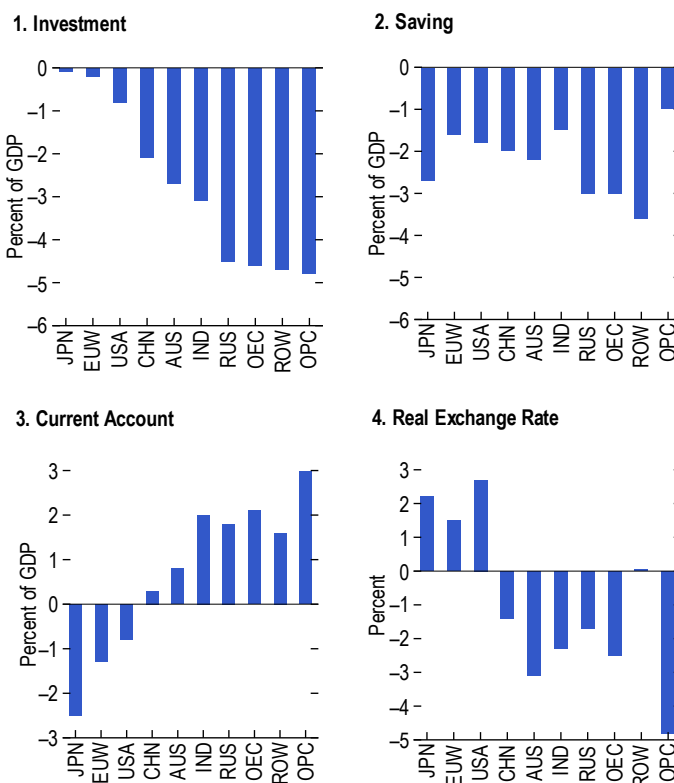 1. Investment
Percent of GDP
0
–1
–2
–3
–4
–5
–6
JPN
EUW
USA
CHN
AUS
IND
RUS
OEC
ROW
OPC
2. Saving
Percent of GDP
0
–1
–2
–3
–4
–5
–6
JPN
EUW
USA
CHN
AUS
IND
RUS
OEC
ROW
OPC
3. Current Account
Percent of GDP
3
2
1
0
–1
–2
–3
JPN
EUW
USA
CHN
AUS
IND
RUS
OEC
ROW
OPC
4. Real Exchange Rate
Percent
3
2
1
0
–1
–2
–3
–4
–5
JPN
EUW
USA
CHN
AUS
IND
RUS
OEC
ROW
OPC